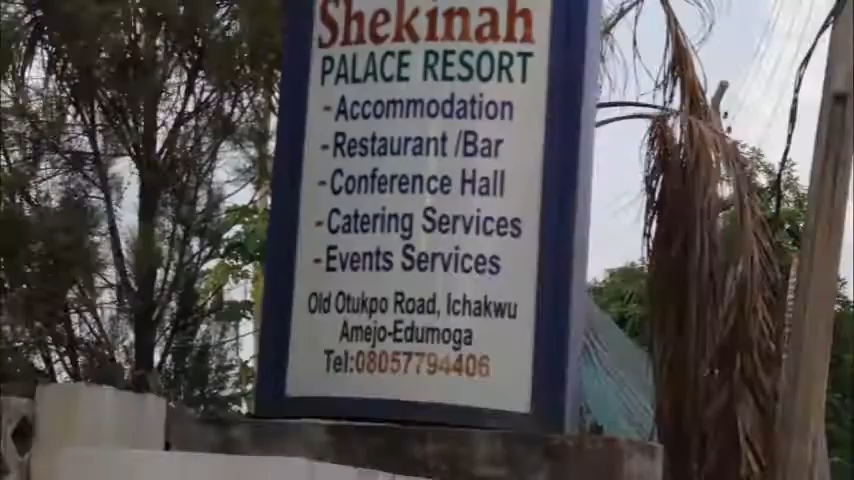 Shekinah
PALACE RESORT
- Accommodation
- Restaurant / Bar
- Conference Hall
- Catering Services
- Events Services
Old Otukpo Road, Ichakwu
Amejo-Edumoga
Tel:08057794406